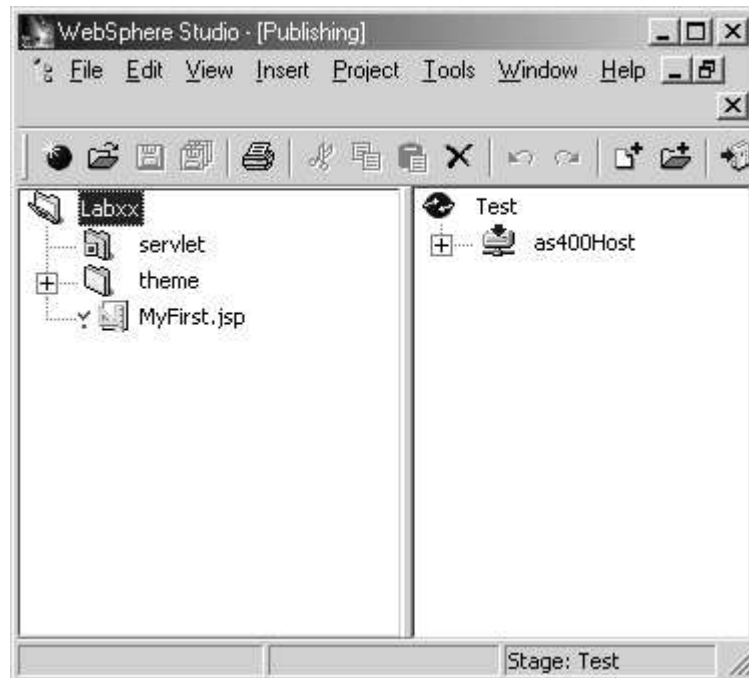 WebSphere Studio - [Publishing]
File Edit View Insert Project Tools Window Help
Labxx
servlet
theme
MyFirst.jsp
Test
as400Host
Stage: Test